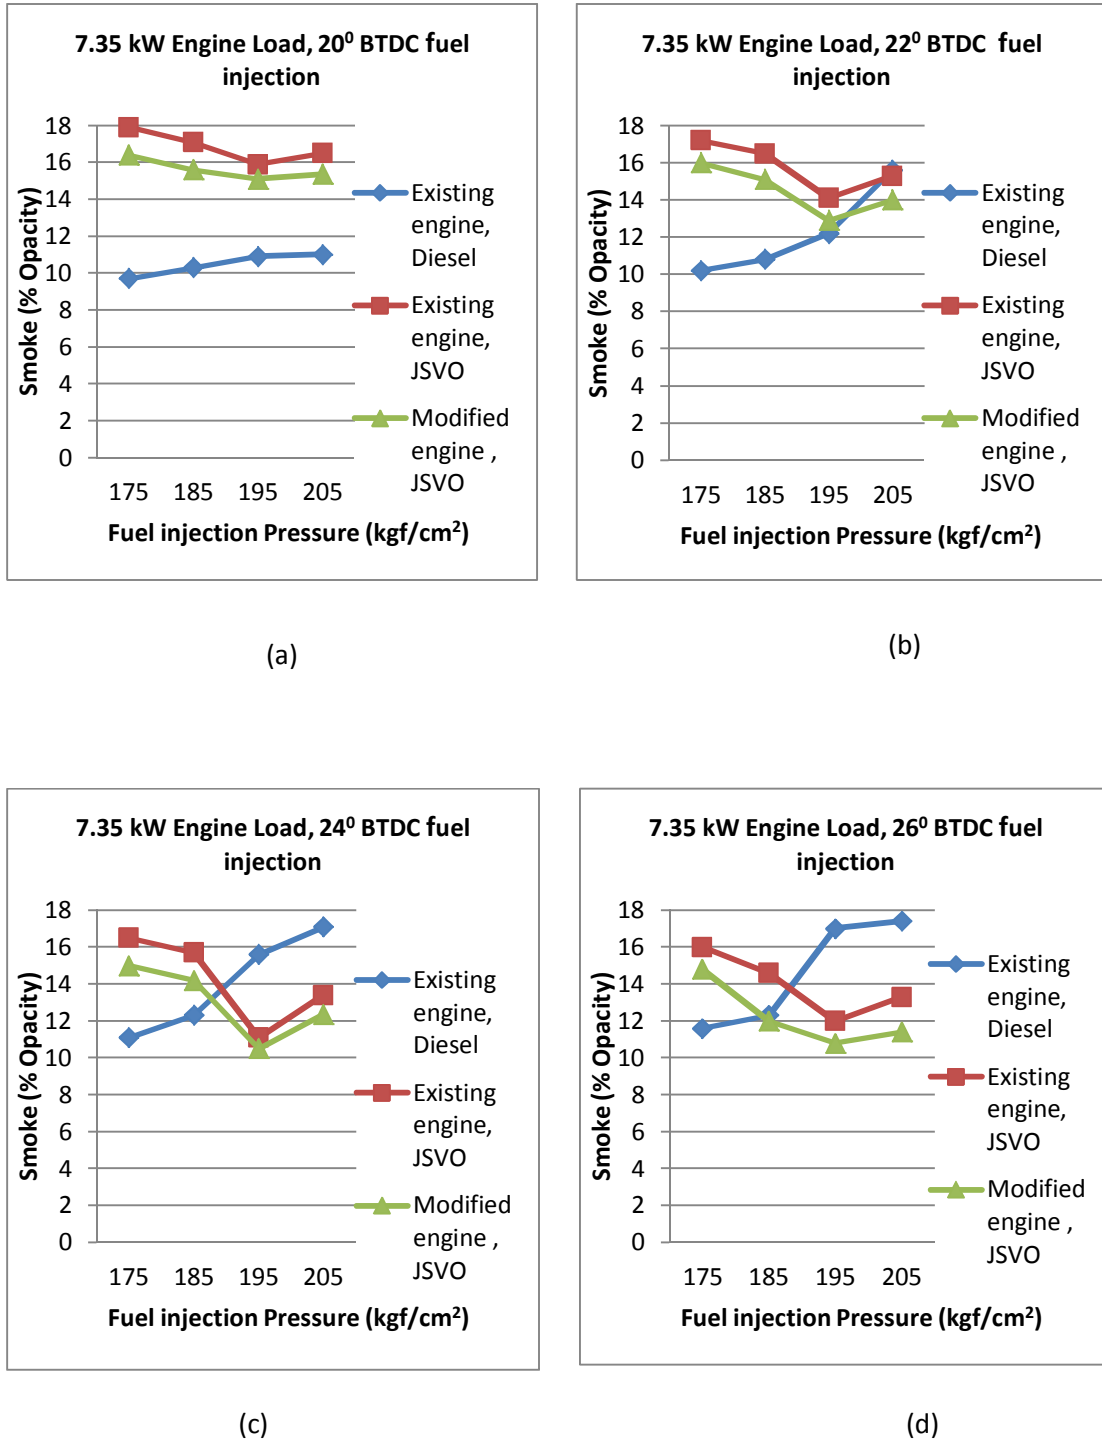 7.35 kW Engine Load, 20⁰ BTDC fuel
injection
18
16
14
12
10
8
6
4
2
0
Smoke (% Opacity)
175 185 195 205
Fuel injection Pressure (kgf/cm²)
Existing
engine,
Diesel
Existing
engine,
JSVO
Modified
engine ,
JSVO
(a)
7.35 kW Engine Load, 22⁰ BTDC fuel
injection
18
16
14
12
10
8
6
4
2
0
Smoke (% Opacity)
175 185 195 205
Fuel injection Pressure (kgf/cm²)
Existing
engine,
Diesel
Existing
engine,
JSVO
Modified
engine ,
JSVO
(b)
7.35 kW Engine Load, 24⁰ BTDC fuel
injection
18
16
14
12
10
8
6
4
2
0
Smoke (% Opacity)
175 185 195 205
Fuel injection Pressure (kgf/cm²)
Existing
engine,
Diesel
Existing
engine,
JSVO
Modified
engine ,
JSVO
(c)
7.35 kW Engine Load, 26⁰ BTDC fuel
injection
18
16
14
12
10
8
6
4
2
0
Smoke (% Opacity)
175 185 195 205
Fuel injection Pressure (kgf/cm²)
Existing
engine,
Diesel
Existing
engine,
JSVO
Modified
engine ,
JSVO
(d)